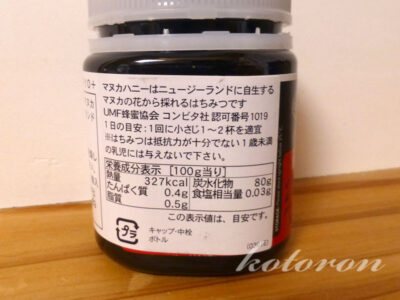 マヌカハニーはニュージーランドに自生する
マヌカの花から採れるはちみつです
UMF蜂蜜協会 コンビタ社 認可番号1019
1日の目安:1回に小さじ1〜2杯を適宜
※はちみつは抵抗力が十分でない1歳未満
の乳児には与えないで下さい。
栄養成分表示 [100g当り]
熱量 327kcal 炭水化物 80g
たんぱく質 0.4g 食塩相当量 0.03g
脂質 0.5g
この表示値は、目安です。
プラ
キャップ・中栓
ボトル
kotoron